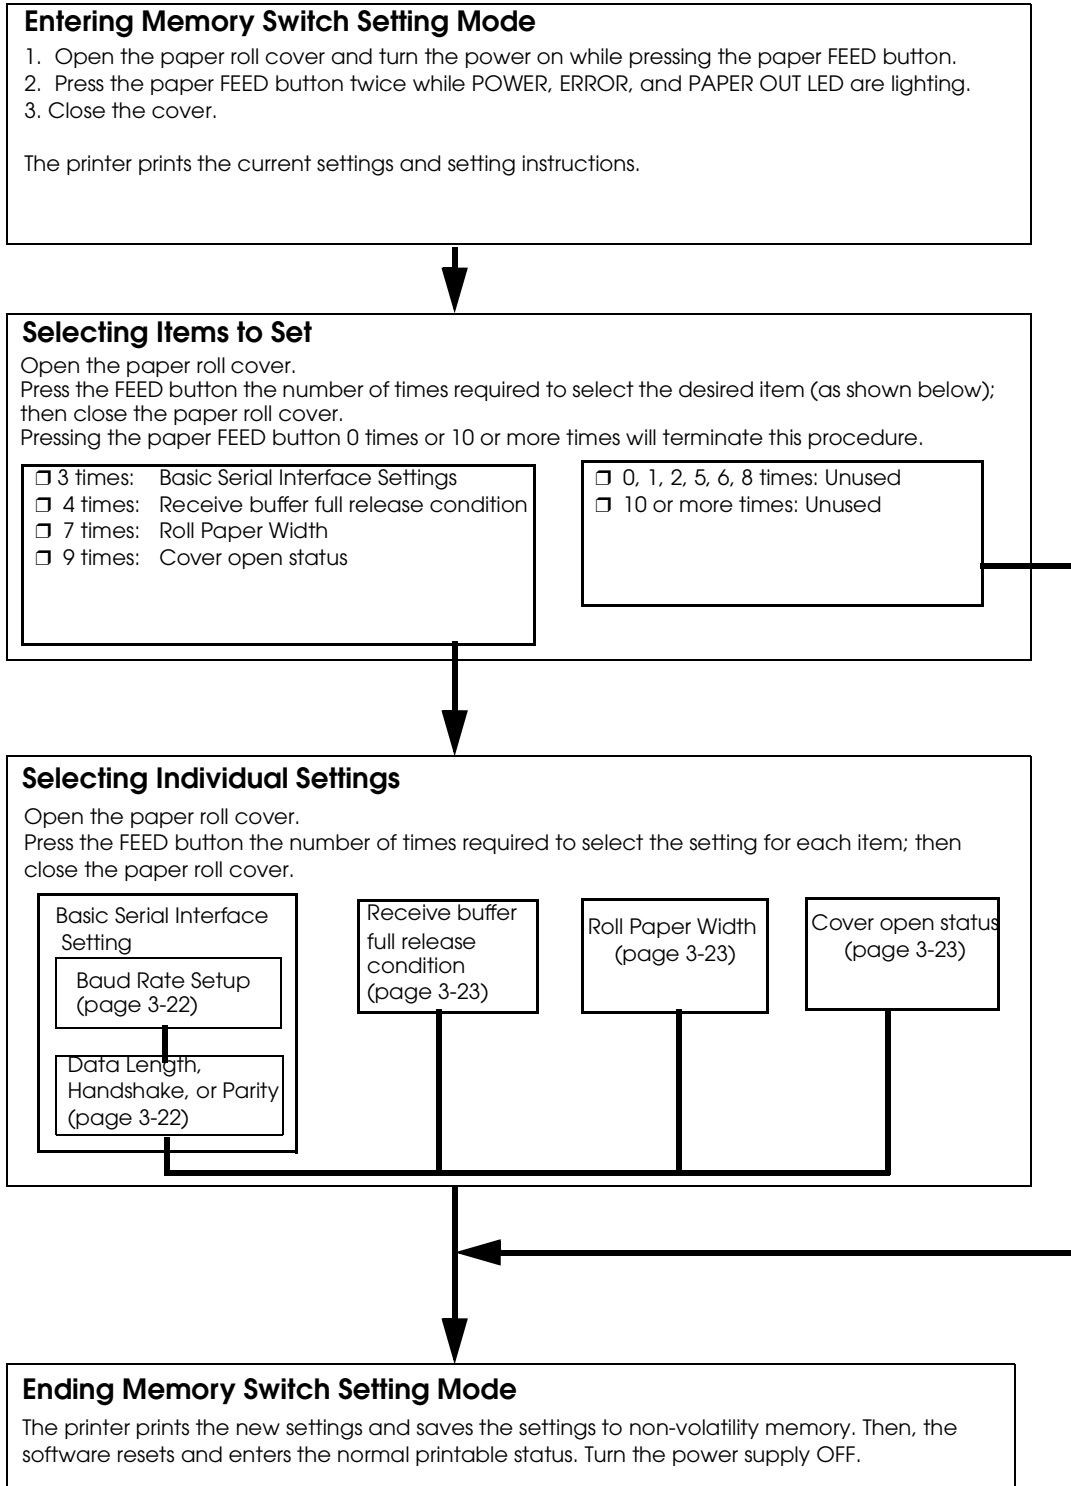 Entering Memory Switch Setting Mode
1. Open the paper roll cover and turn the power on while pressing the paper FEED button.
2. Press the paper FEED button twice while POWER, ERROR, and PAPER OUT LED are lighting.
3. Close the cover.
The printer prints the current settings and setting instructions.
Selecting Items to Set
Open the paper roll cover.
Press the FEED button the number of times required to select the desired item (as shown below);
then close the paper roll cover.
Pressing the paper FEED button 0 times or 10 or more times will terminate this procedure.
❒ 3 times: Basic Serial Interface Settings
❒ 4 times: Receive buffer full release condition
❒ 7 times: Roll Paper Width
❒ 9 times: Cover open status
❒ 0, 1, 2, 5, 6, 8 times: Unused
❒ 10 or more times: Unused
Selecting Individual Settings
Open the paper roll cover.
Press the FEED button the number of times required to select the setting for each item; then
close the paper roll cover.
Basic Serial Interface
Setting
Baud Rate Setup
(page 3-22)
Data Length,
Handshake, or Parity
(page 3-22)
Receive buffer
full release
condition
(page 3-23)
Roll Paper Width
(page 3-23)
Cover open status
(page 3-23)
Ending Memory Switch Setting Mode
The printer prints the new settings and saves the settings to non-volatility memory. Then, the
software resets and enters the normal printable status. Turn the power supply OFF.